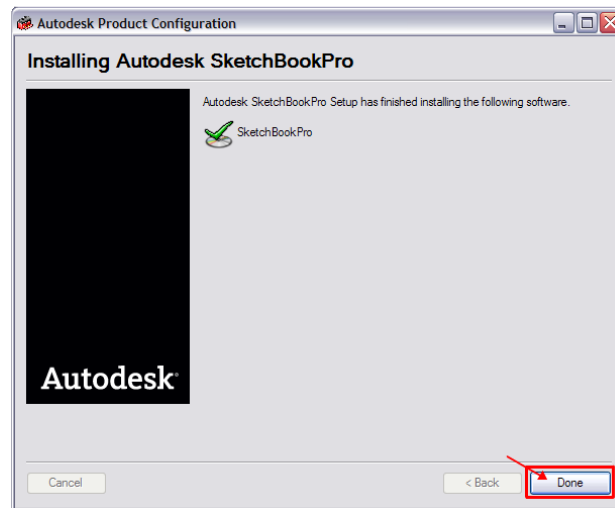 Autodesk Product Configuration
Installing Autodesk SketchBookPro
Autodesk SketchBookPro Setup has finished installing the following software.
SketchBookPro
Autodesk
Cancel
< Back
Done